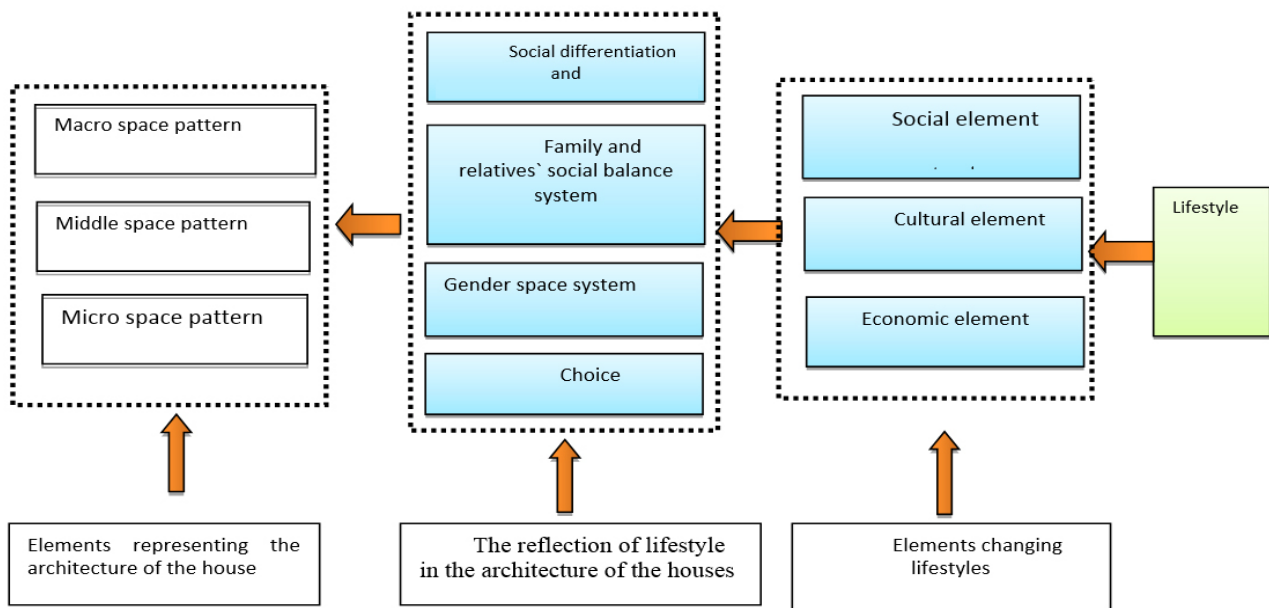 Social differentiation
and
Macro space pattern
Middle space pattern
Micro space pattern
Family and
relatives` social balance
system
Gender space system
Choice
Social element
Cultural element
Economic element
Lifestyle
Elements representing the
architecture of the house
The reflection of lifestyle
in the architecture of the houses
Elements changing
lifestyles